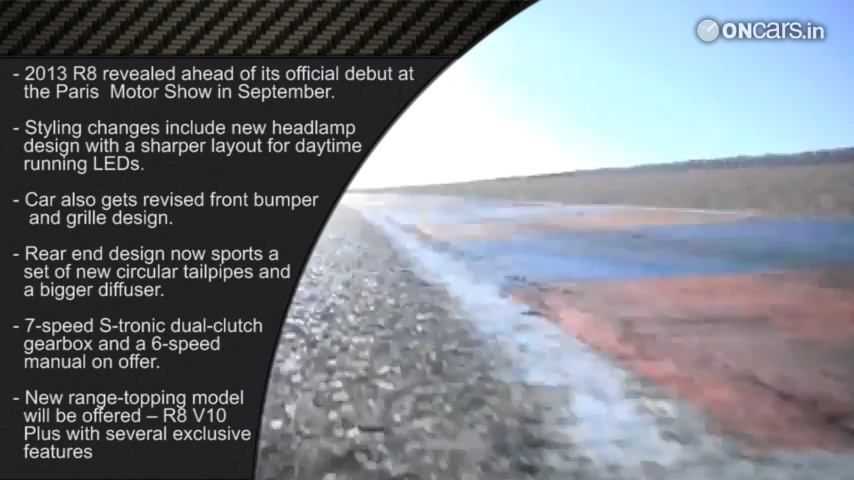 ONCars.in
- 2013 R8 revealed ahead of its official debut at
the Paris Motor Show in September.
- Styling changes include new headlamp
design with a sharper layout for daytime
running LEDs.
- Car also gets revised front bumper
and grille design.
- Rear end design now sports a
set of new circular tailpipes and
a bigger diffuser.
- 7-speed S-tronic dual-clutch
gearbox and a 6-speed
manual on offer.
- New range-topping model
will be offered – R8 V10
Plus with several exclusive
features